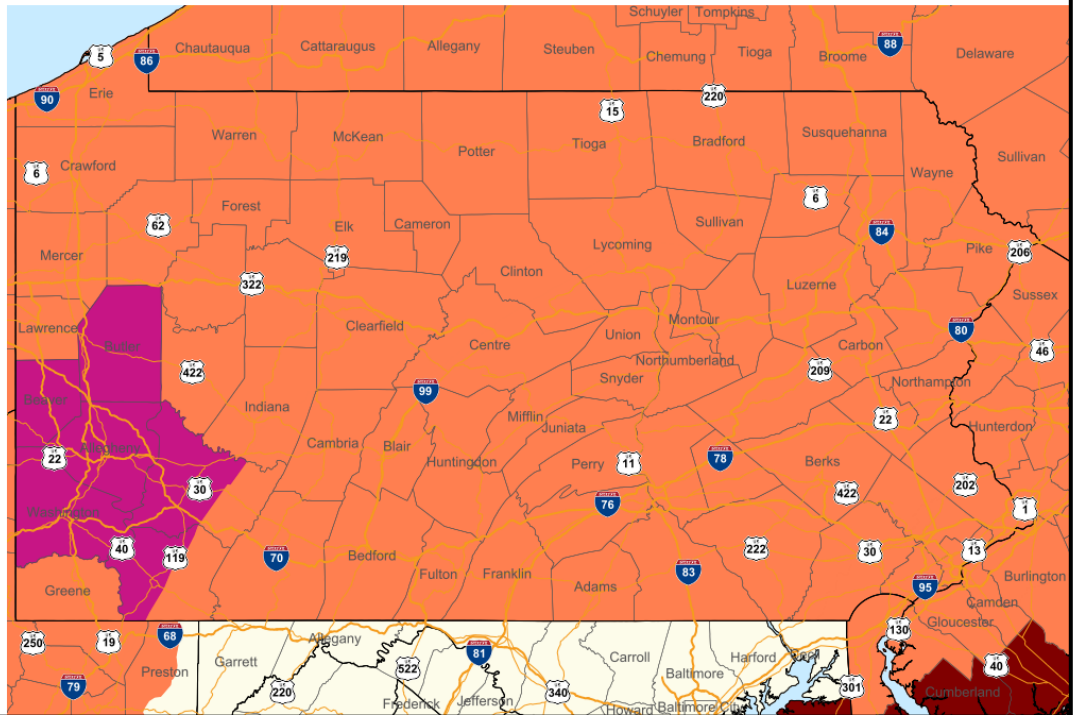 Schuyler Tompkins
5
86
Chautauqua
Cattaraugus
Allegany
Steuben
Chemung
Tioga
Broome
88
Delaware
90
Erie
15
220
Warren
McKean
Potter
Tioga
Bradford
Susquehanna
6
Crawford
Wayne
Sullivan
62
Forest
Elk
Cameron
Sullivan
6
84
Mercer
219
Lycoming
Pike
206
322
Clinton
Luzerne
Sussex
Lawrence
Butler
Clearfield
Centre
Union
Montour
80
Northumberland
Carbon
46
422
Snyder
209
Northampton
Beaver
99
Indiana
Mifflin
Juniata
22
Hunterdon
22
Cambria
Blair
Huntingdon
Perry
11
78
Berks
30
76
422
202
1
Washington
40
119
70
Bedford
222
30
13
Greene
Fulton
Franklin
Adams
83
95
Burlington
Camden
Gloucester
250
19
68
Allegany
130
79
Preston
Garrett
522
81
Carroll
Harford
Cecil
40
220
340
Baltimore
301
Cumberland
Frederick
Jefferson
Howard
Baltimore City